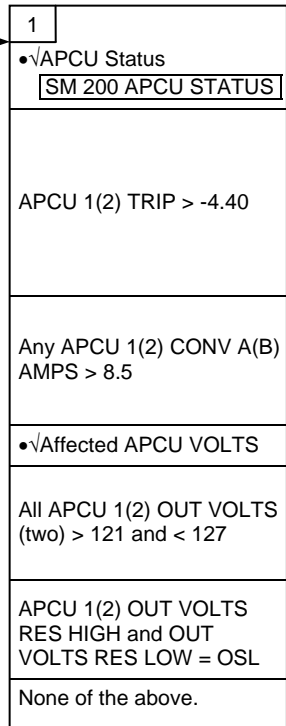 1
•√APCU Status
SM 200 APCU STATUS
APCU 1(2) TRIP > -4.40
Any APCU 1(2) CONV A(B)
AMPS > 8.5
•√Affected APCU VOLTS
All APCU 1(2) OUT VOLTS
(two) > 121 and < 127
APCU 1(2) OUT VOLTS
RES HIGH and OUT
VOLTS RES LOW = OSL
None of the above.